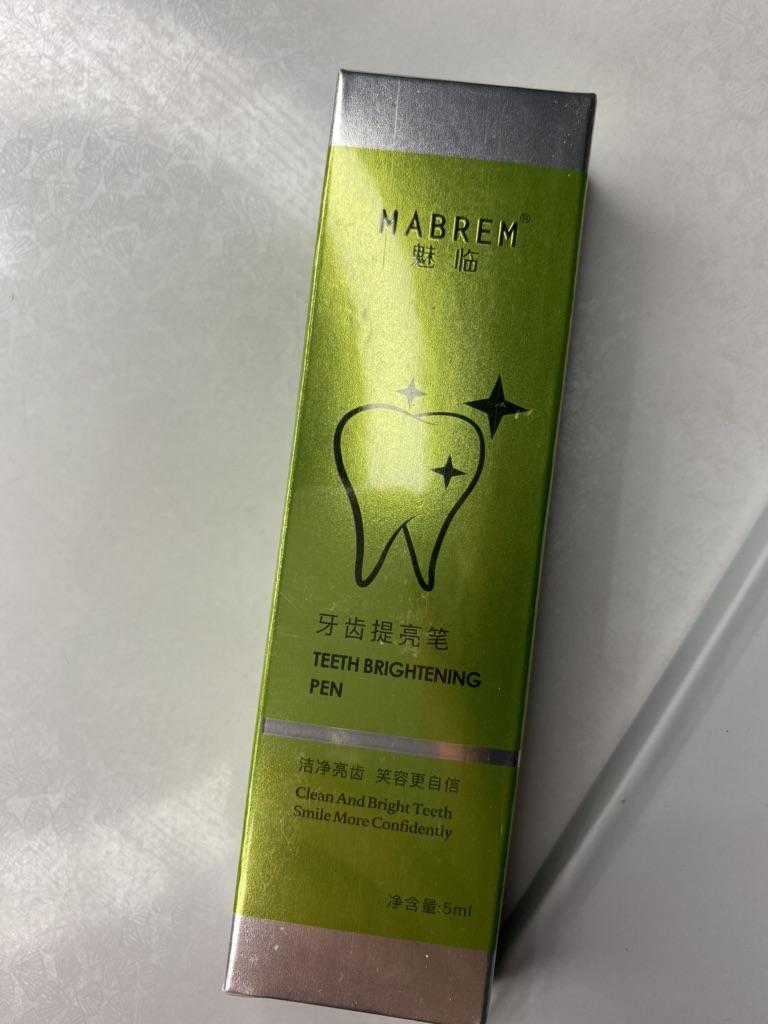 MABREM®
魅临
牙齿提亮笔
TEETH BRIGHTENING
PEN
洁净亮齿 笑容更自信
Clean And Bright Teeth
Smile More Confidently
净含量:5ml